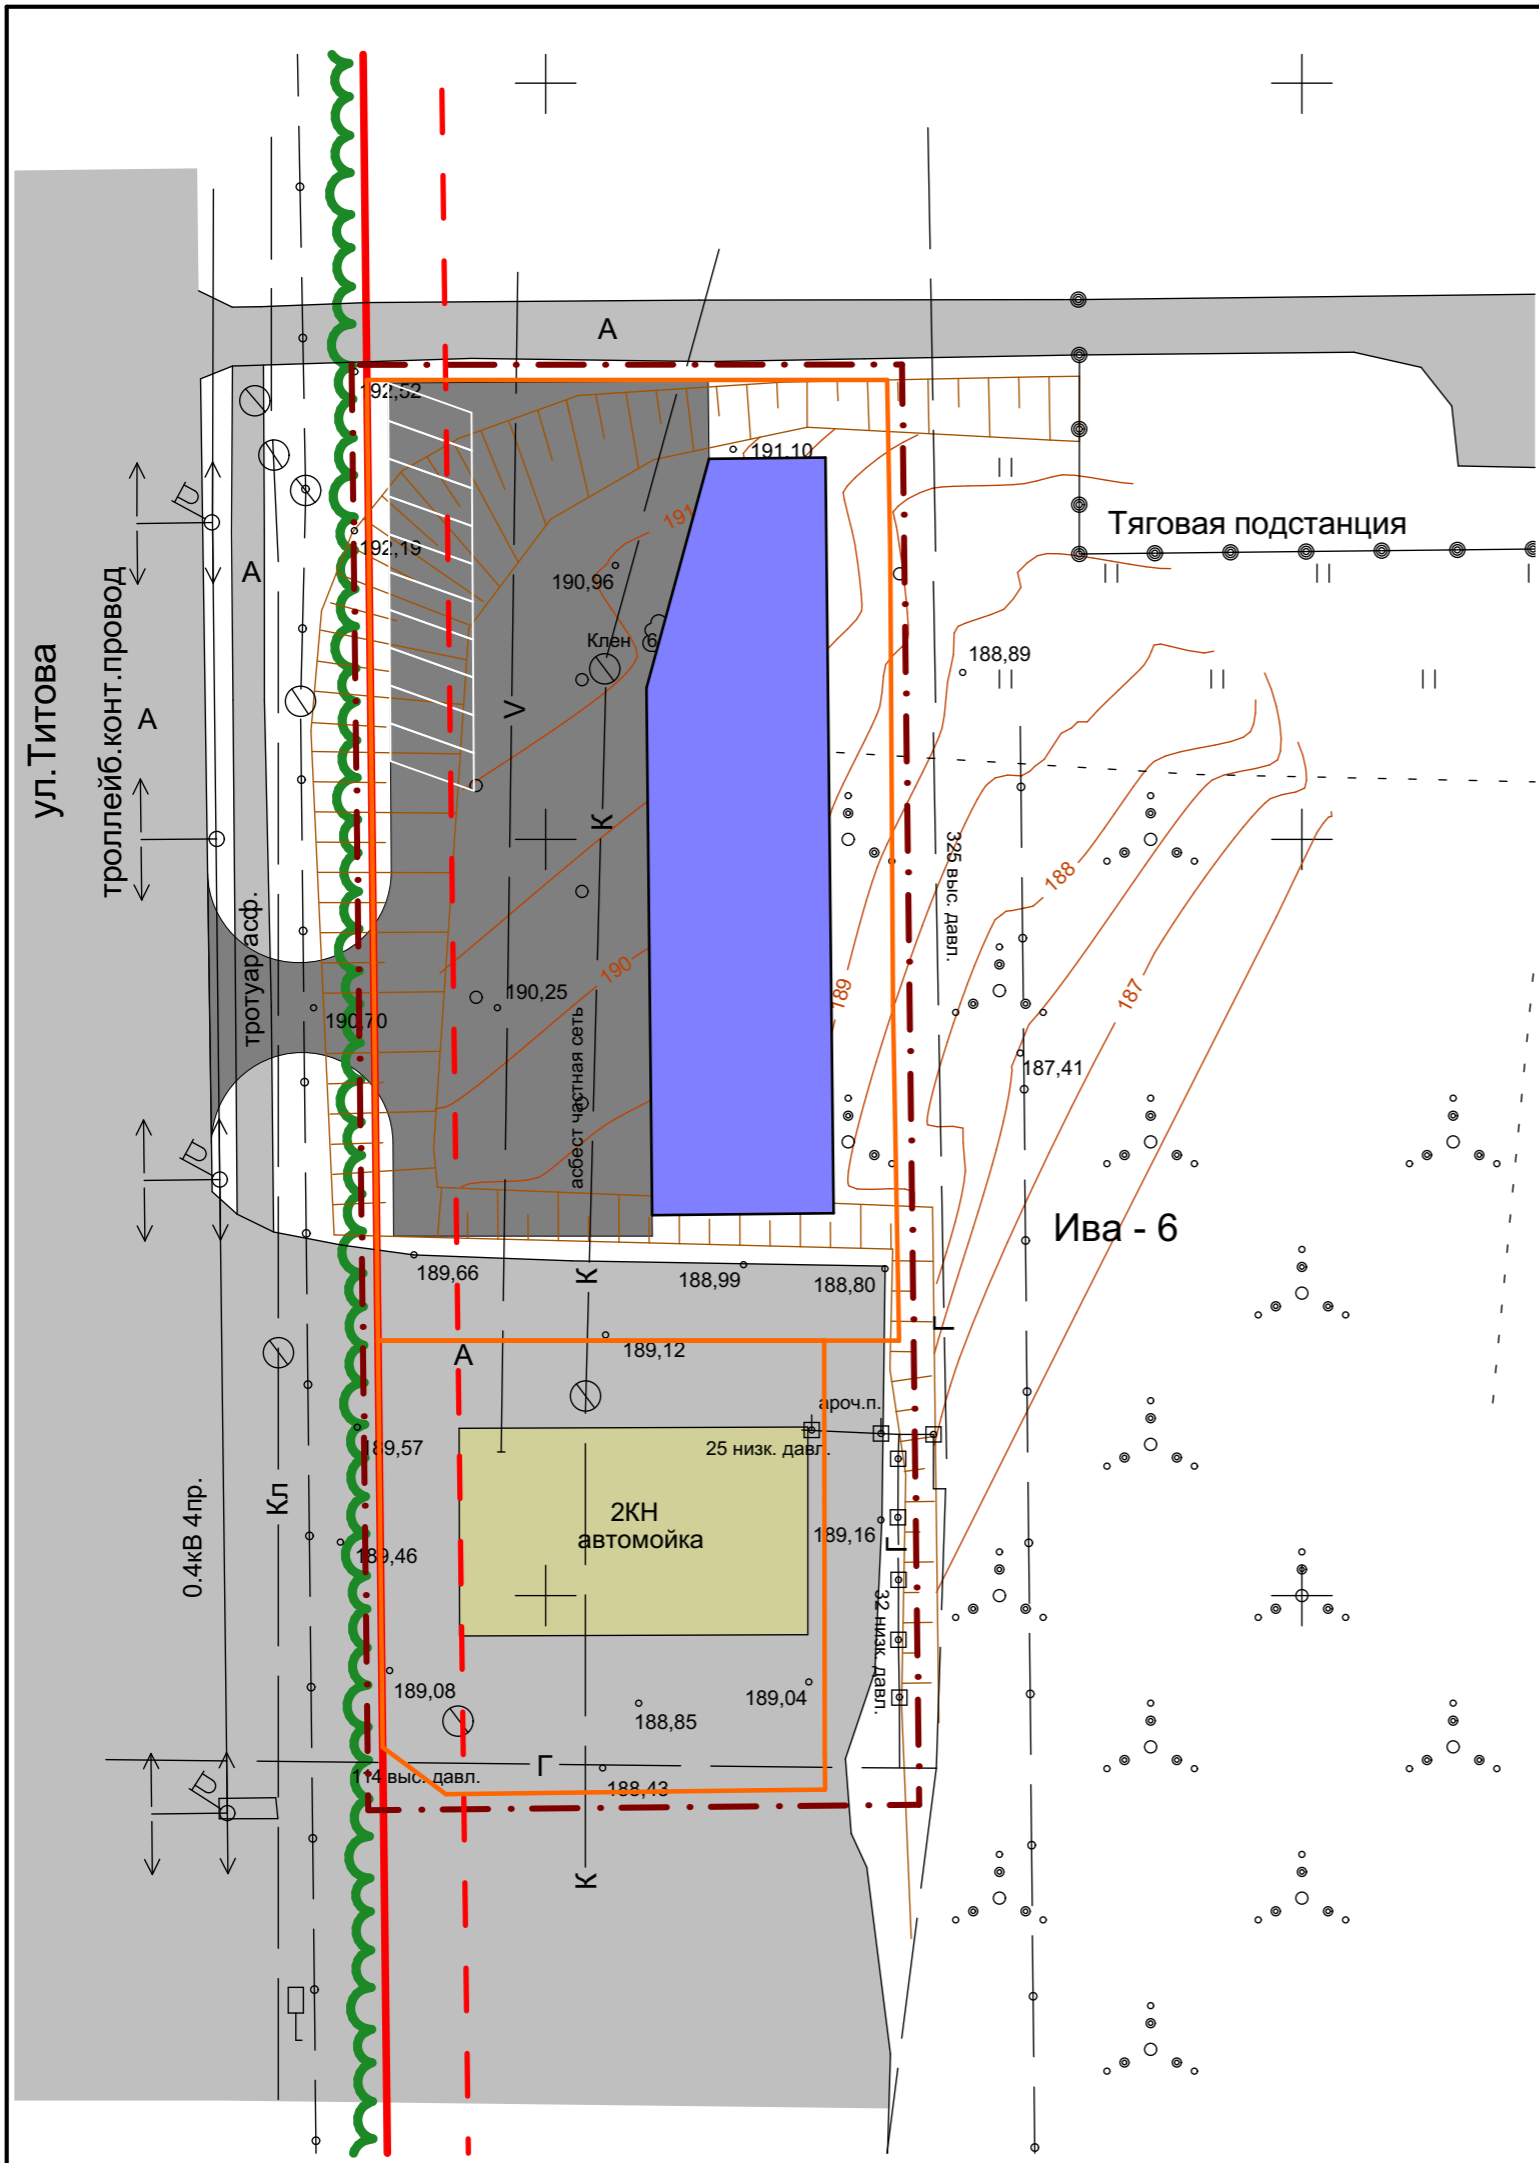 А
192,52
191,10
191
Тяговая подстанция
192,19
190,96
А
Клен 6
188,89
ул.Титова
троллейб.конт.провод
А
V
К
325 выс. давл.
188
тротуар асф.
190,70
190,25
190
189
187
асбест частная сеть
187,41
Ива - 6
189,66
К
188,99
188,80
189,12
А
Г
ароч.п.
189,57
25 низк. давл.
0.4кВ 4пр.
Кл
2КН
автомойка
189,16
189,46
Г
32 низк. давл.
189,08
188,85
189,04
114 выс. давл.
Г
188,43
К